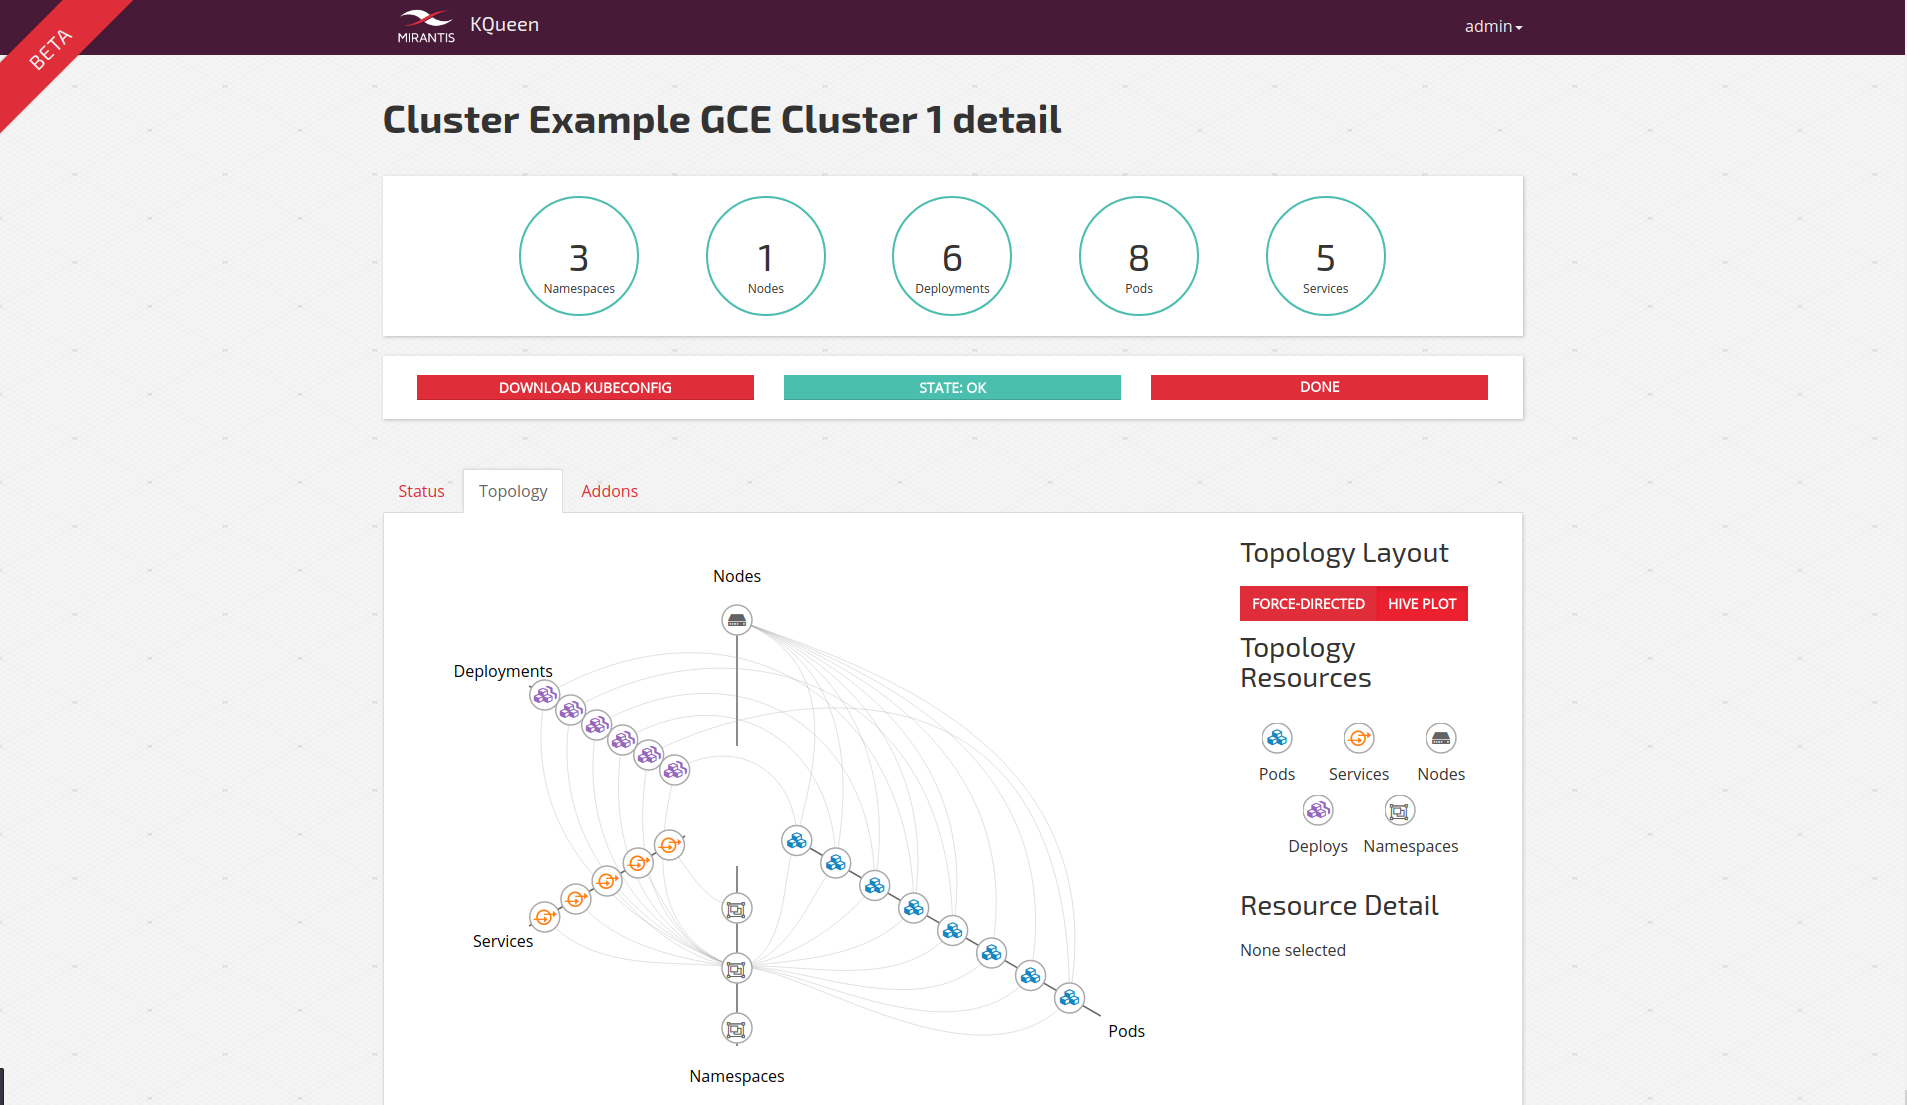 BETA
MIRANTIS
KQueen
admin
Cluster Example GCE Cluster 1 detail
3
Namespaces
1
Nodes
6
Deployments
8
Pods
5
Services
DOWNLOAD KUBECONFIG
STATE: OK
DONE
Status
Topology
Addons
Nodes
Deployments
Services
Namespaces
Pods
Topology Layout
FORCE-DIRECTED
HIVE PLOT
Topology
Resources
Pods
Services
Nodes
Deploys
Namespaces
Resource Detail
None selected